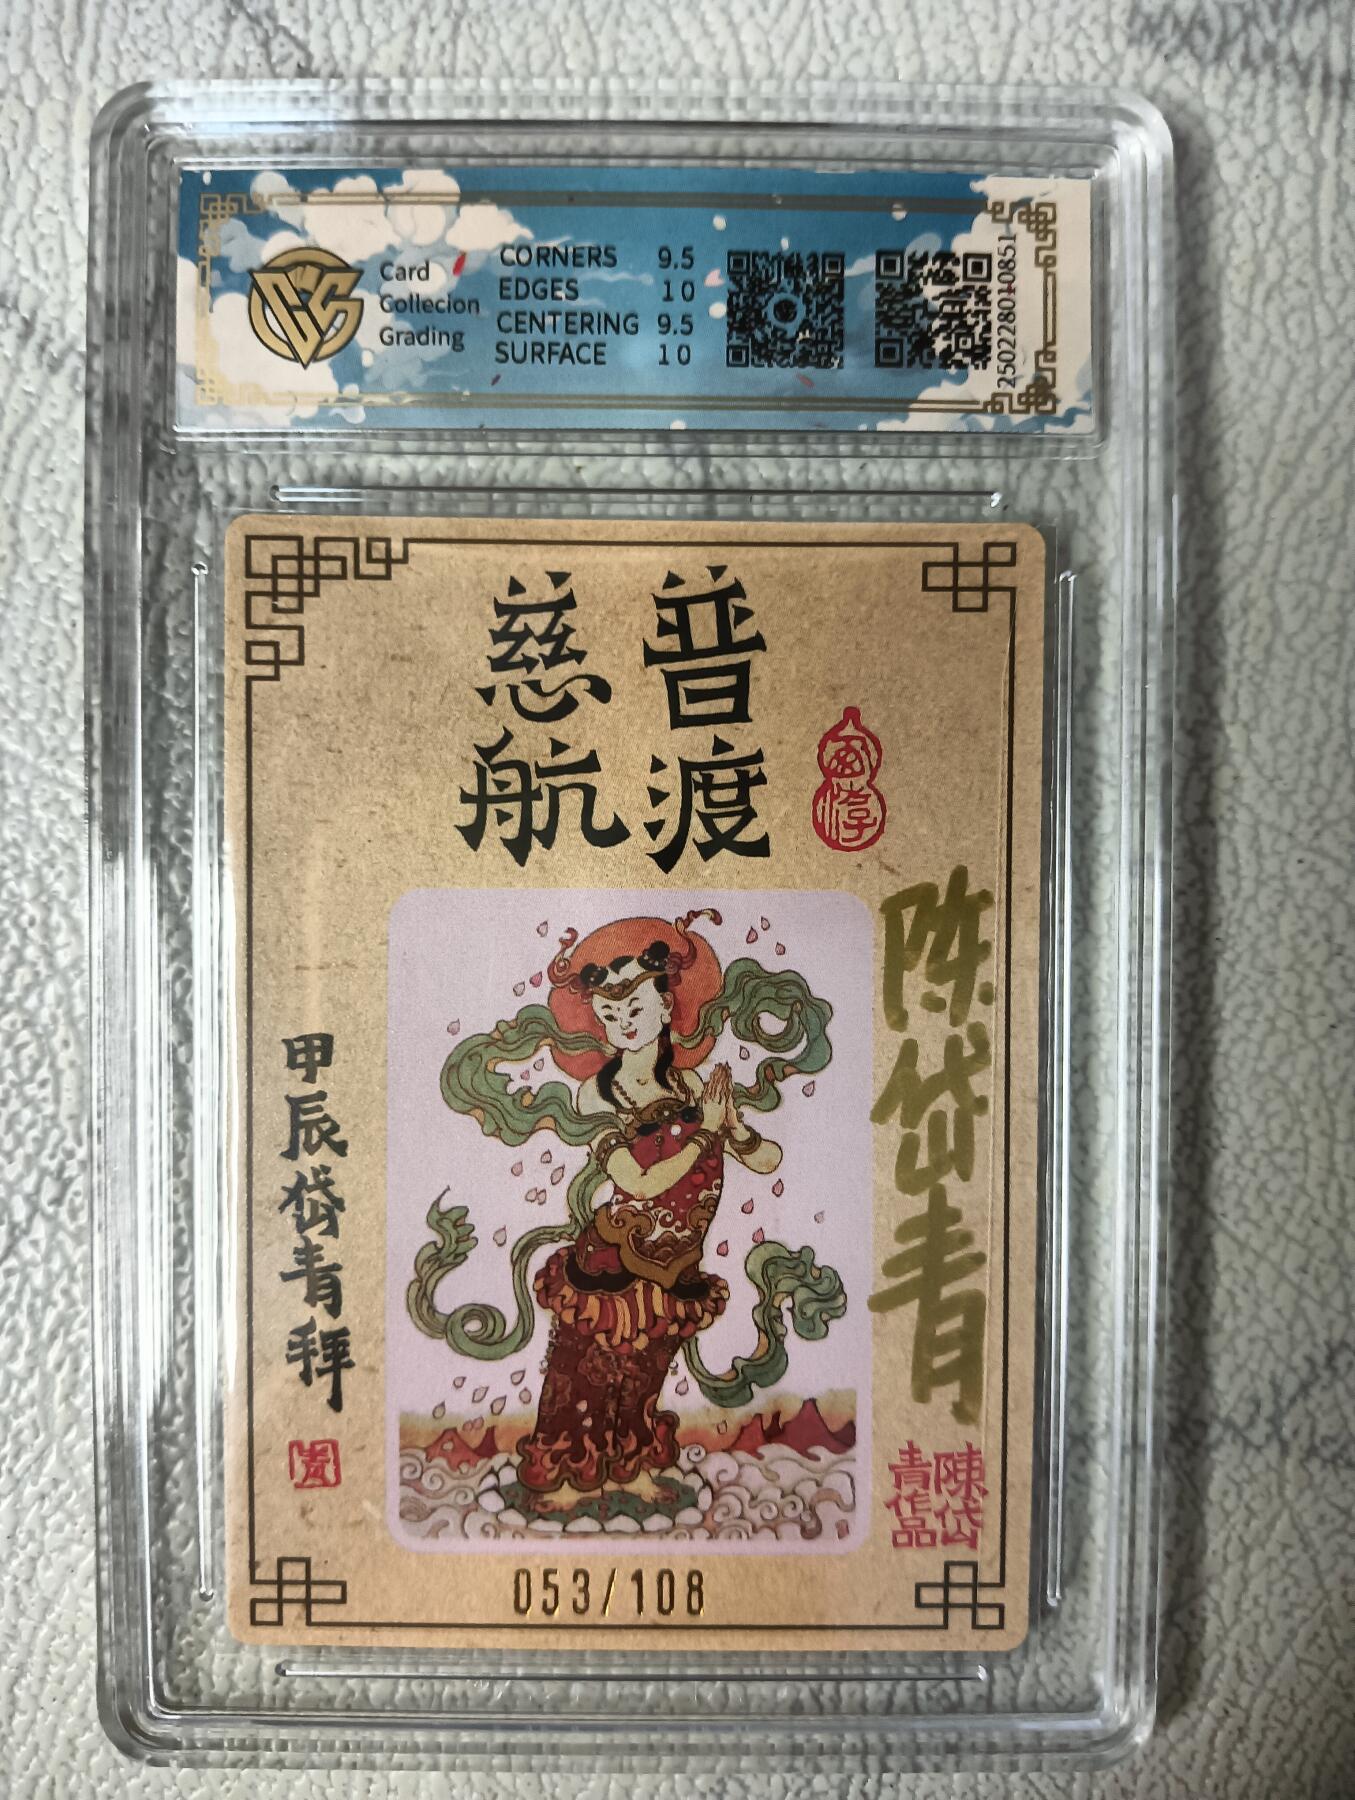 Card
Collecion
Grading
CORNERS 9.5
EDGES 10
CENTERING 9.5
SURFACE 10
250228010851
普渡
慈航
陈岱青
甲辰岱青拜
陳岱
青作品
053/108